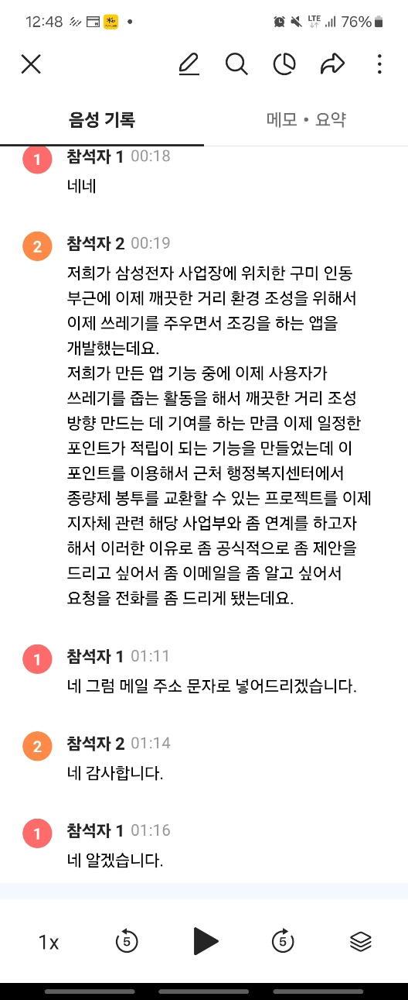 12:48
LTE
76%
음성 기록
메모 • 요약
1
참석자 1 00:18
네네
2
참석자 2 00:19
저희가 삼성전자 사업장에 위치한 구미 인동
부근에 이제 깨끗한 거리 환경 조성을 위해서
이제 쓰레기를 주우면서 조깅을 하는 앱을
개발했는데요.
저희가 만든 앱 기능 중에 이제 사용자가
쓰레기를 줍는 활동을 해서 깨끗한 거리 조성
방향 만드는 데 기여를 하는 만큼 이제 일정한
포인트가 적립이 되는 기능을 만들었는데 이
포인트를 이용해서 근처 행정복지센터에서
종량제 봉투를 교환할 수 있는 프로젝트를 이제
지자체 관련 해당 사업부와 좀 연계를 하고자
해서 이러한 이유로 좀 공식적으로 좀 제안을
드리고 싶어서 좀 이메일을 좀 알고 싶어서
요청을 전화를 좀 드리게 됐는데요.
1
참석자 1 01:11
네 그럼 메일 주소 문자로 넣어드리겠습니다.
2
참석자 2 01:14
네 감사합니다.
1
참석자 1 01:16
네 알겠습니다.
1x
5
5